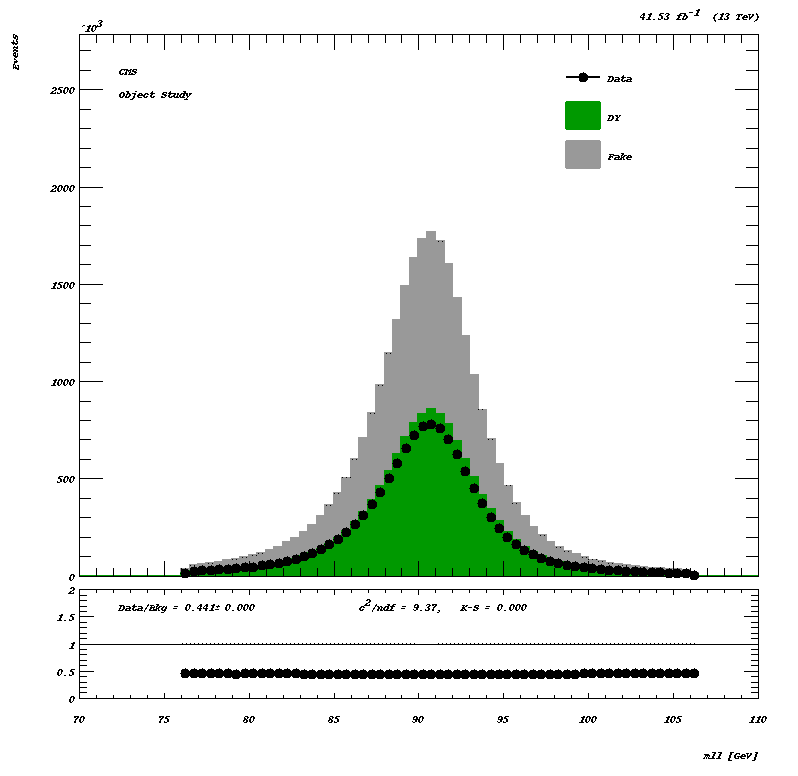 ´10³
41.53 fb⁻¹ (13 TeV)
Events
CMS
Object Study
Data
DY
Fake
2500
2000
1500
1000
500
0
Data/Bkg = 0.441± 0.000 c²/ndf = 9.37, K-S = 0.000
2
1.5
1
0.5
0
70 75 80 85 90 95 100 105 110
mll [GeV]